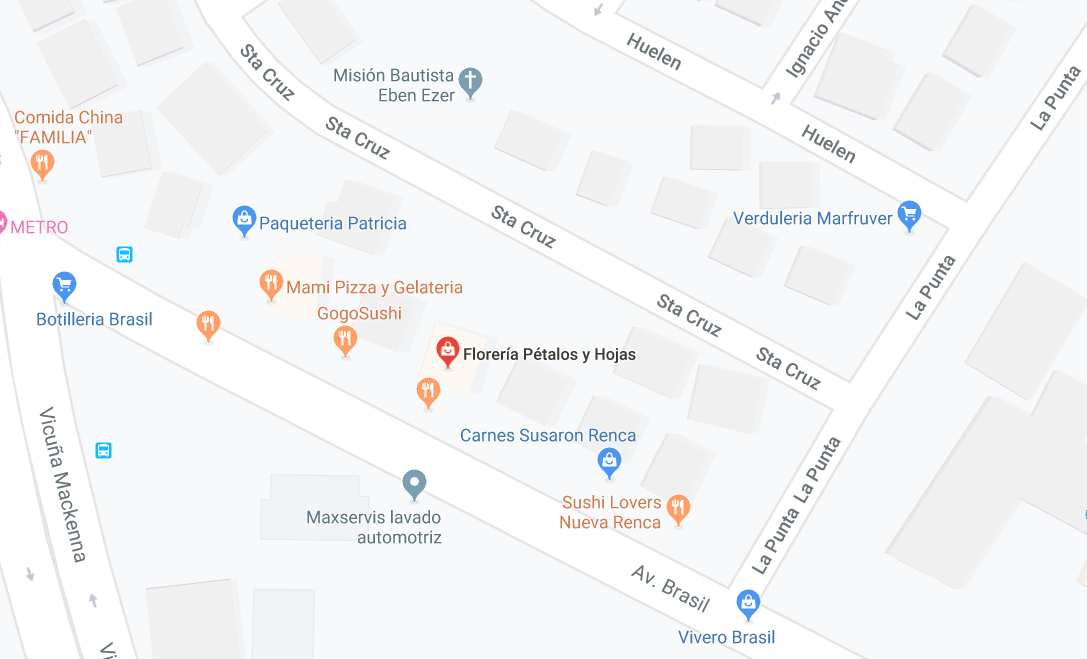 Huelen
Ignacio
La Punta
Sta Cruz
Misión Bautista
Eben Ezer
Comida China
"FAMILIA"
Sta Cruz
Huelen
METRO
Paqueteria Patricia
Sta Cruz
Verduleria Marfruver
La Punta
Mami Pizza y Gelateria
GogoSushi
Botilleria Brasil
Sta Cruz
Florería Pétalos y Hojas
Sta Cruz
Vicuña Mackenna
Carnes Susaron Renca
La Punta
Sushi Lovers
Nueva Renca
Maxservis lavado
automotriz
La Punta
Av. Brasil
Vivero Brasil